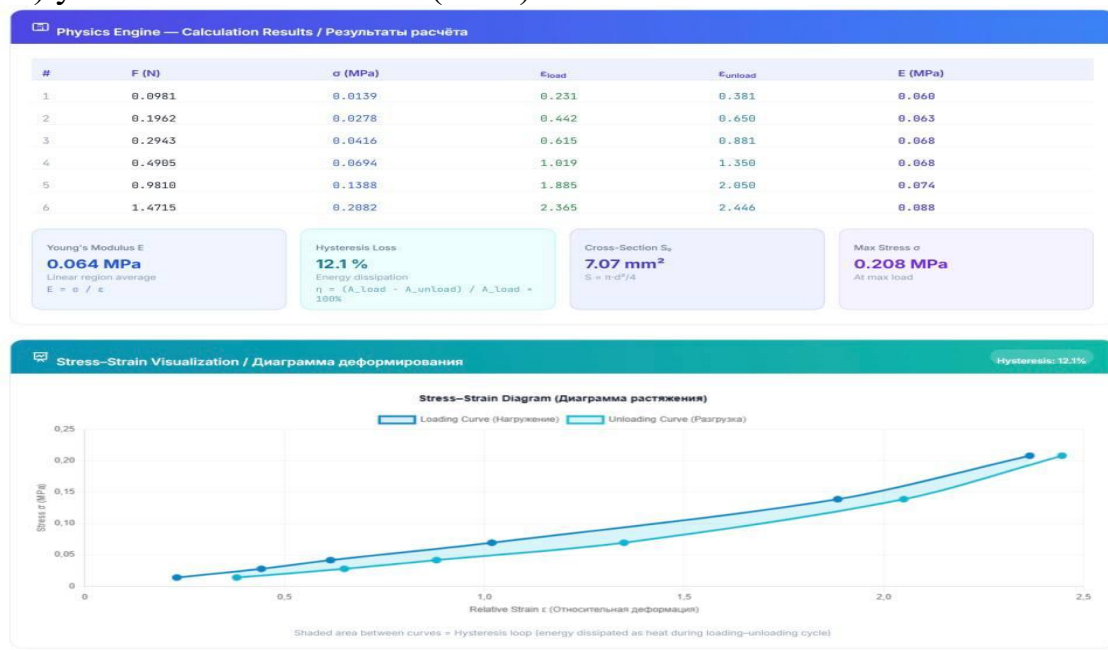 Physics Engine — Calculation Results / Результаты расчёта
# F (N) σ (MPa) εload εunload E (MPa)
1 0.0981 0.0139 0.231 0.381 0.060
2 0.1962 0.0278 0.442 0.650 0.063
3 0.2943 0.0416 0.615 0.881 0.068
4 0.4905 0.0694 1.019 1.350 0.068
5 0.9810 0.1388 1.885 2.050 0.074
6 1.4715 0.2082 2.365 2.446 0.088
Young's Modulus E
0.064 MPa
Linear region average
E = σ / ε
Hysteresis Loss
12.1 %
Energy dissipation
η = (A_load - A_unload) / A_load *
100%
Cross-Section S₀
7.07 mm²
S = π·d²/4
Max Stress σ
0.208 MPa
At max load
Stress–Strain Visualization / Диаграмма деформирования
Hysteresis: 12.1%
Stress–Strain Diagram (Диаграмма растяжения)
Loading Curve (Нагружение) Unloading Curve (Разгрузка)
0,25
0,20
0,15
0,10
0,05
0
Stress σ (MPa)
0 0,5 1,0 1,5 2,0 2,5
Relative Strain ε (Относительная деформация)
Shaded area between curves = Hysteresis loop (energy dissipated as heat during loading–unloading cycle)